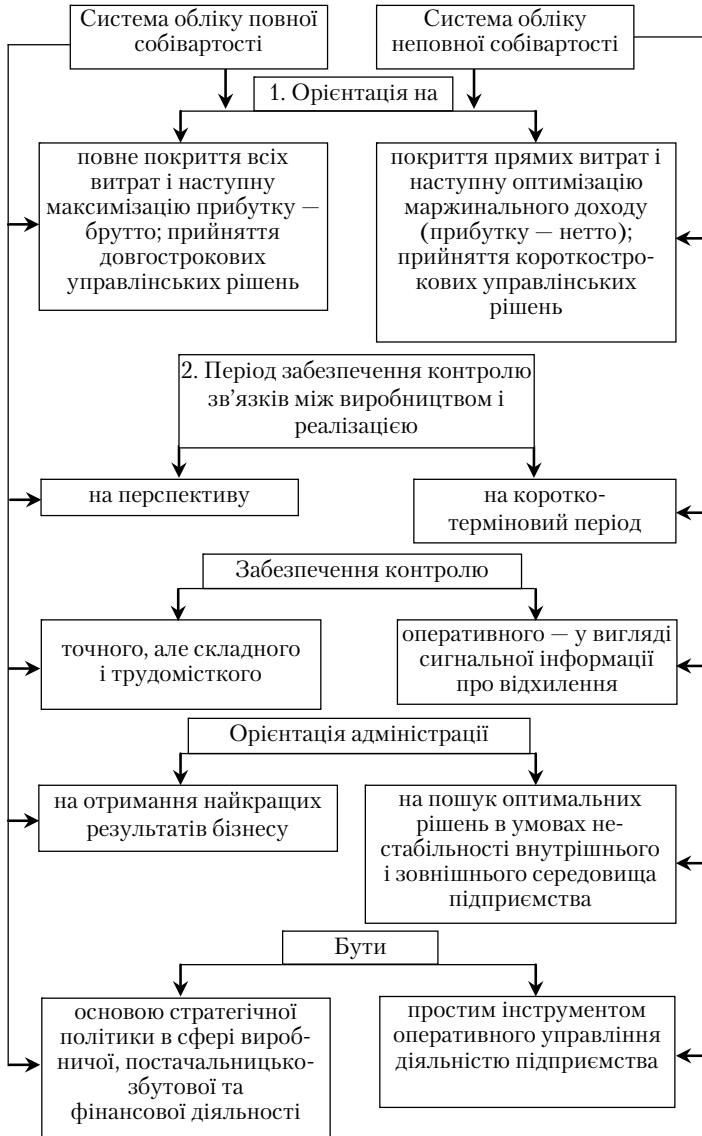 Система обліку повної
собівартості
Система обліку
неповної собівартості
1. Орієнтація на
повне покриття всіх
витрат і наступну
максимізацію прибутку —
брутто; прийняття
довгострокових
управлінських рішень
покриття прямих витрат і
наступну оптимізацію
маржинального доходу
(прибутку — нетто);
прийняття короткостро-
кових управлінських
рішень
2. Період забезпечення контролю
зв'язків між виробництвом і
реалізацією
на перспективу
на коротко-
терміновий період
Забезпечення контролю
точного, але складного
і трудомісткого
оперативного — у вигляді
сигнальної інформації
про відхилення
Орієнтація адміністрації
на отримання найкращих
результатів бізнесу
на пошук оптимальних
рішень в умовах не-
стабільності внутрішнього
і зовнішнього середовища
підприємства
Бути
основою стратегічної
політики в сфері вироб-
ничої, постачальницько-
збутової та
фінансової діяльності
простим інструментом
оперативного управління
діяльністю підприємства